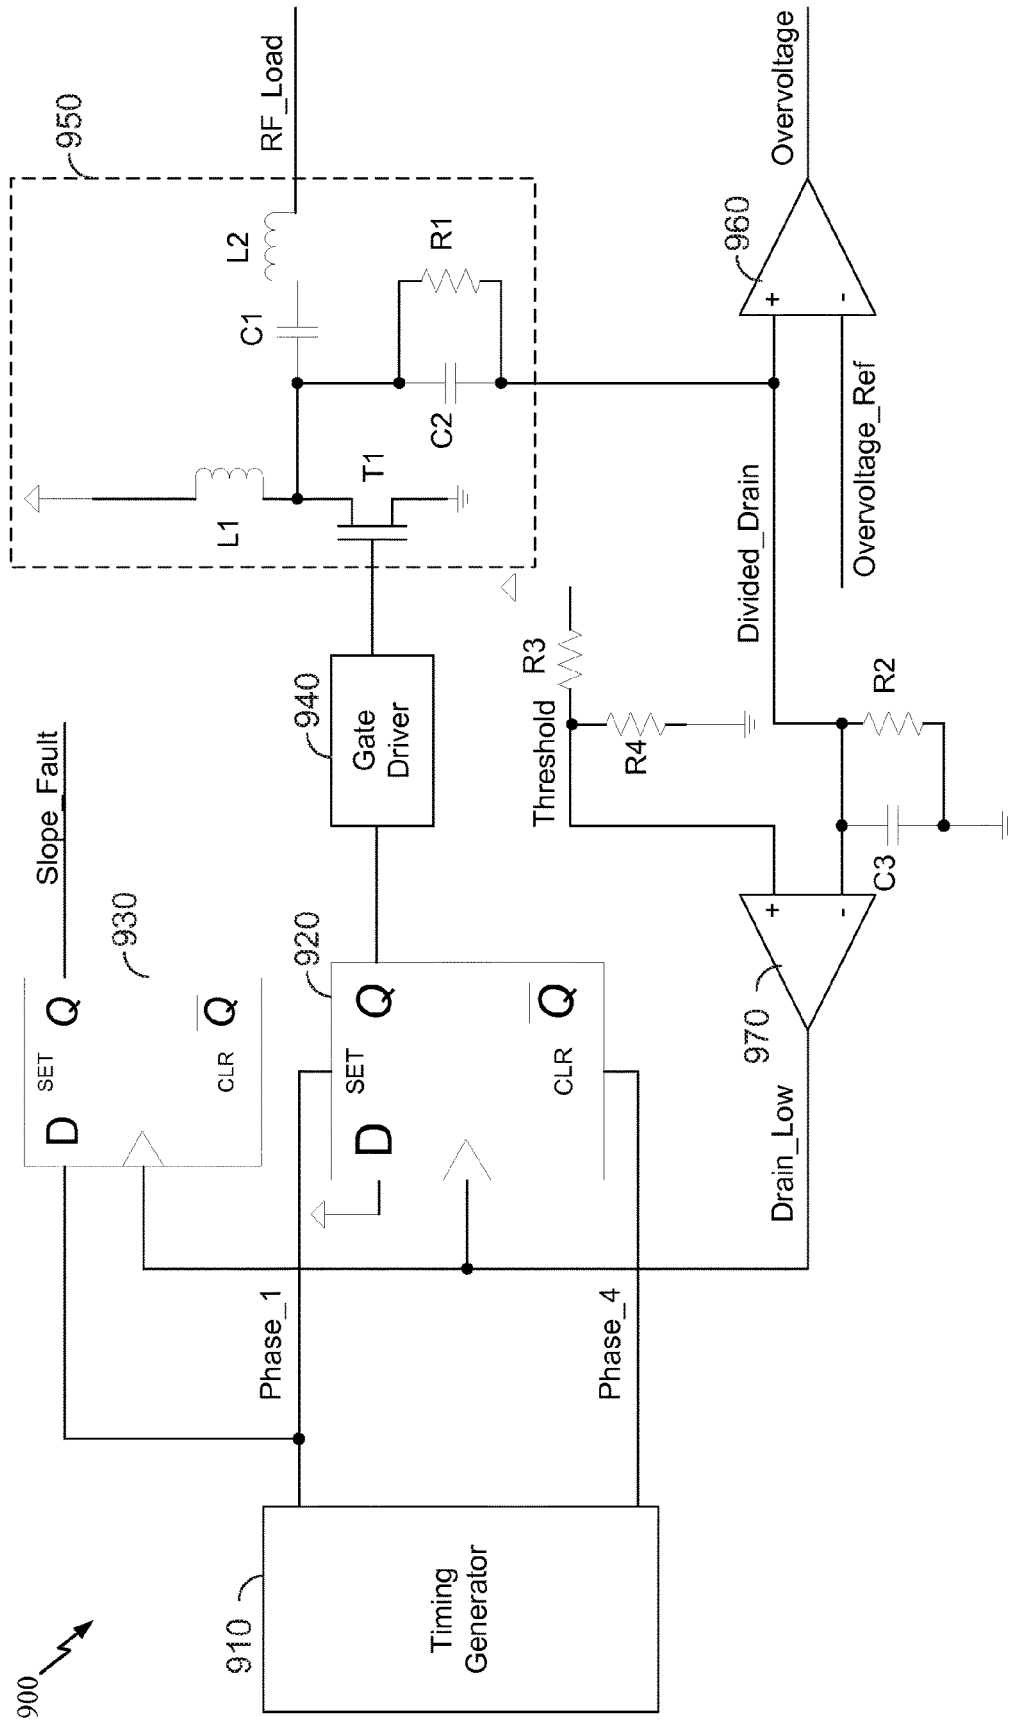 900
910
Timing
Generator
Phase_1
Phase_4
D
SET
Q
CLR
Q
930
Slope_Fault
D
SET
Q
CLR
Q
920
940
Gate
Driver
950
L1
T1
C1
L2
RF_Load
C2
R1
Threshold
R3
R4
Drain_Low
970
+
-
C3
R2
Divided_Drain
Overvoltage_Ref
960
+
-
Overvoltage